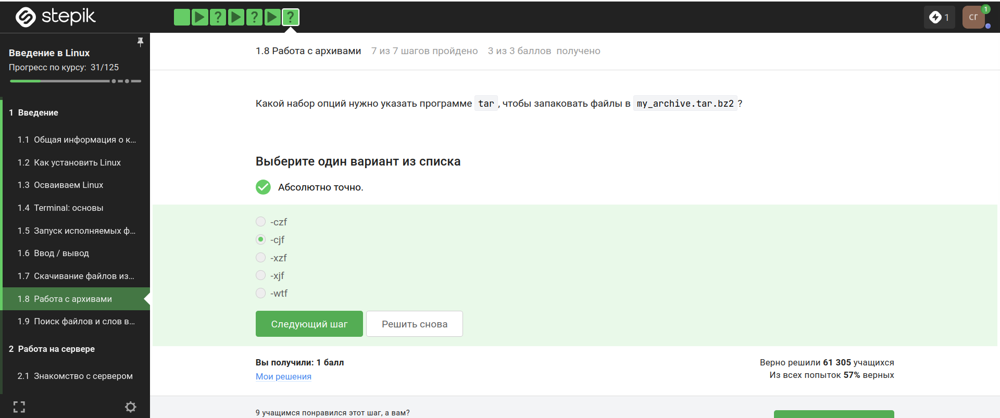 stepik
?
?
?
1
СГ
1
Введение в Linux
Прогресс по курсу: 31/125
1 Введение
1.1 Общая информация о к...
1.2 Как установить Linux
1.3 Осваиваем Linux
1.4 Terminal: основы
1.5 Запуск исполняемых ф...
1.6 Ввод / вывод
1.7 Скачивание файлов из...
1.8 Работа с архивами
1.9 Поиск файлов и слов в...
2 Работа на сервере
2.1 Знакомство с сервером
1.8 Работа с архивами 7 из 7 шагов пройдено 3 из 3 баллов получено
Какой набор опций нужно указать программе tar, чтобы запаковать файлы в my_archive.tar.bz2?
Выберите один вариант из списка
Абсолютно точно.
-czf
-cjf
-xzf
-xjf
-wtf
Следующий шаг
Решить снова
Вы получили: 1 балл
Мои решения
Верно решили 61 305 учащихся
Из всех попыток 57% верных
9 учащимся понравился этот шаг, а вам?